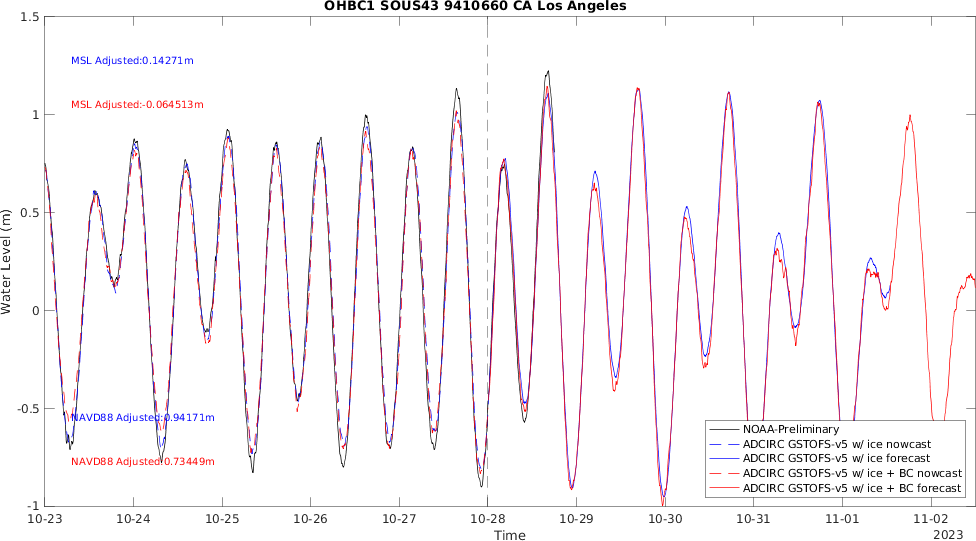 OHBC1 SOUS43 9410660 CA Los Angeles
1.5
MSL Adjusted:0.14271m
MSL Adjusted:-0.064513m
1
0.5
Water Level (m)
0
-0.5
NAVD88 Adjusted:0.94171m
NAVD88 Adjusted:0.73449m
NOAA-Preliminary
ADCIRC GSTOFS-v5 w/ ice nowcast
ADCIRC GSTOFS-v5 w/ ice forecast
ADCIRC GSTOFS-v5 w/ ice + BC nowcast
ADCIRC GSTOFS-v5 w/ ice + BC forecast
-1
10-23 10-24 10-25 10-26 10-27 10-28 10-29 10-30 10-31 11-01 11-02
Time
2023